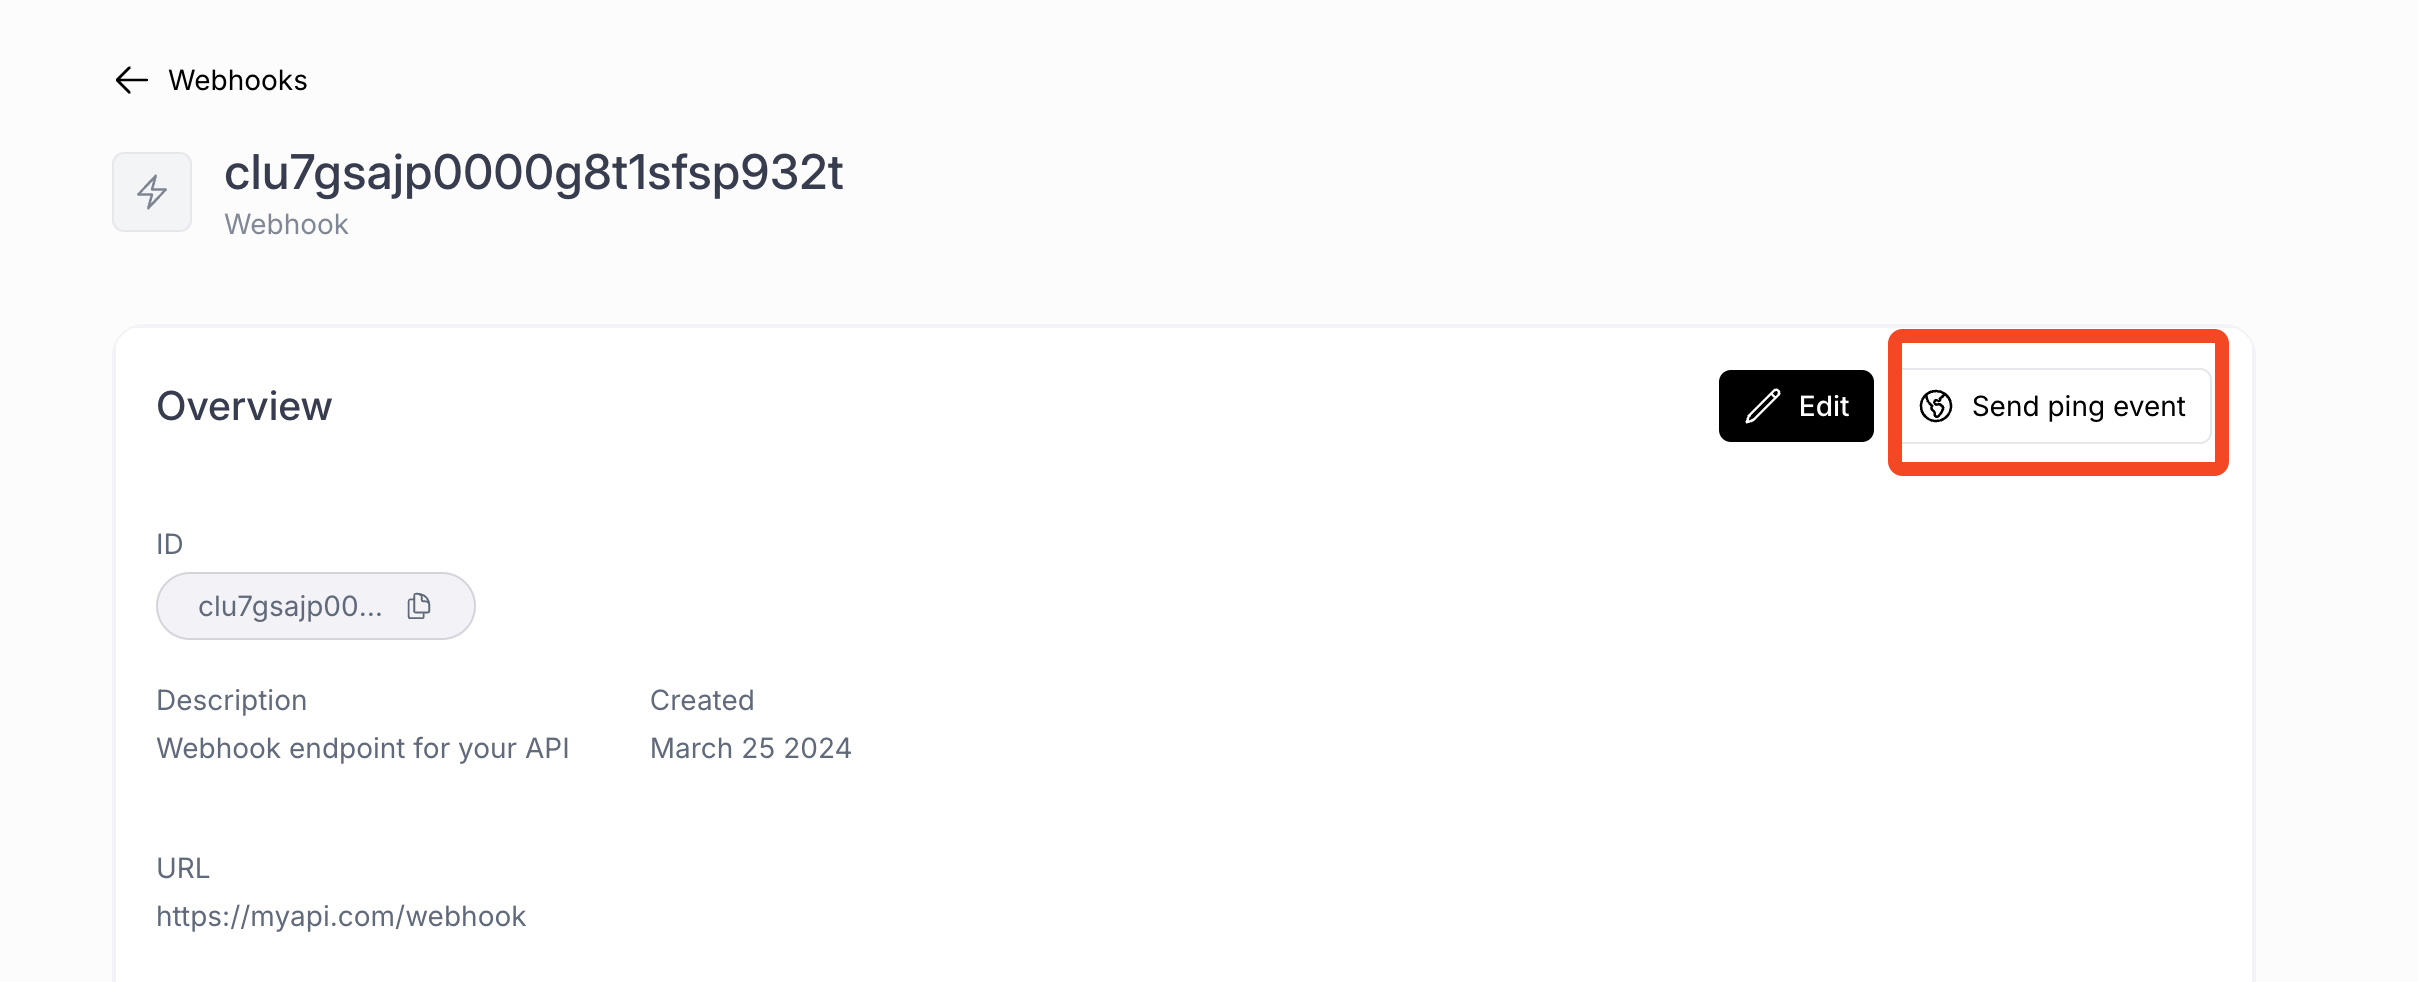 Webhooks
clu7gsajp0000g8t1sfsp932t
Webhook
Overview
Edit
Send ping event
ID
clu7gsajp00...
Description
Created
Webhook endpoint for your API
March 25 2024
URL
https://myapi.com/webhook